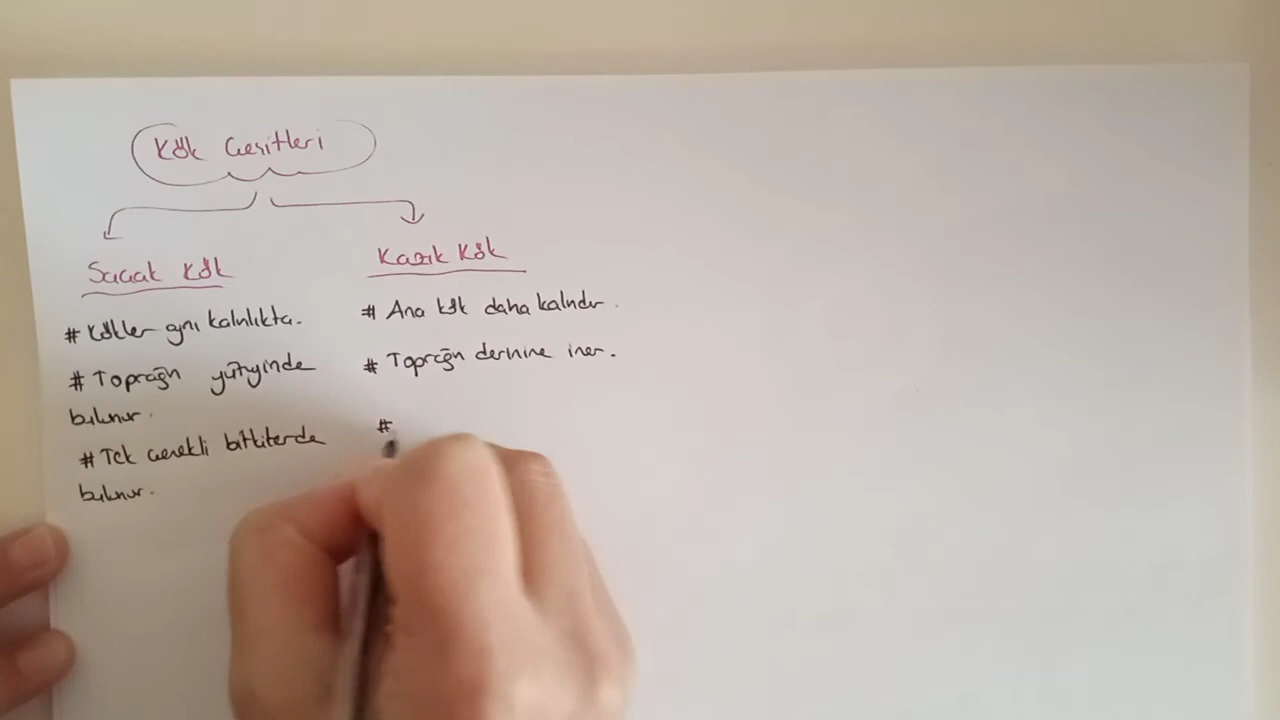 Kök Çeşitleri
Saçak Kök
# Kökler aynı kalınlıkta.
# Toprağın yüzeyinde
bulunur.
# Tek çenekli bitkilerde
bulunur.
Kazık Kök
# Ana kök daha kalındır.
# Toprağın derinine iner.
#